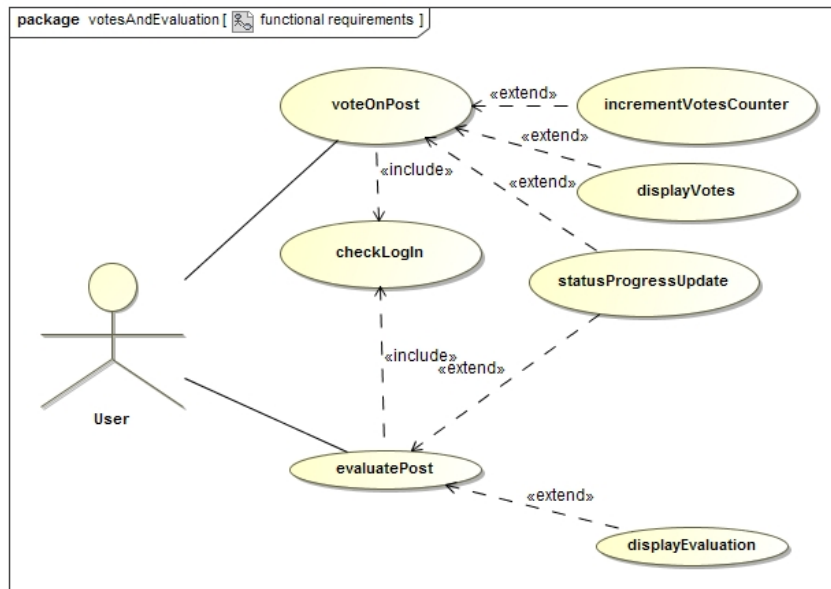 package votesAndEvaluation [ functional requirements ]
voteOnPost
«extend»
incrementVotesCounter
«extend»
displayVotes
«include»
«extend»
checkLogIn
statusProgressUpdate
«include»
«extend»
User
evaluatePost
«extend»
displayEvaluation